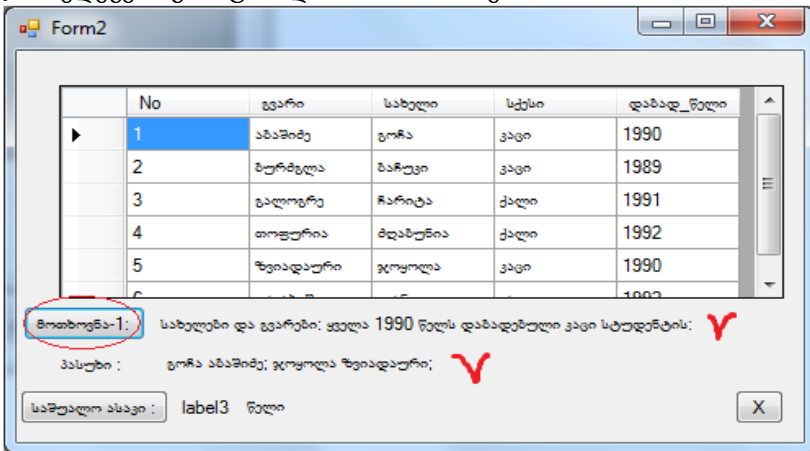 Form2
No გვარი სახელი სქესი დაბად_წელი
1 აბაშიძე გოჩა კაცი 1990
2 ბურძგლა ბაჩუკი კაცი 1989
3 გალოგრე ჩარიტა ქალი 1991
4 თოფურია ძღაბუნია ქალი 1992
5 ზვიადაური ჯოყოლა კაცი 1990
მოთხოვნა-1: სახელები და გვარები: ყველა 1990 წელს დაბადებული კაცი სტუდენტის:
პასუხი : გოჩა აბაშიძე; ჯოყოლა ზვიადაური;
საშუალო ასაკი : label3 წელი X